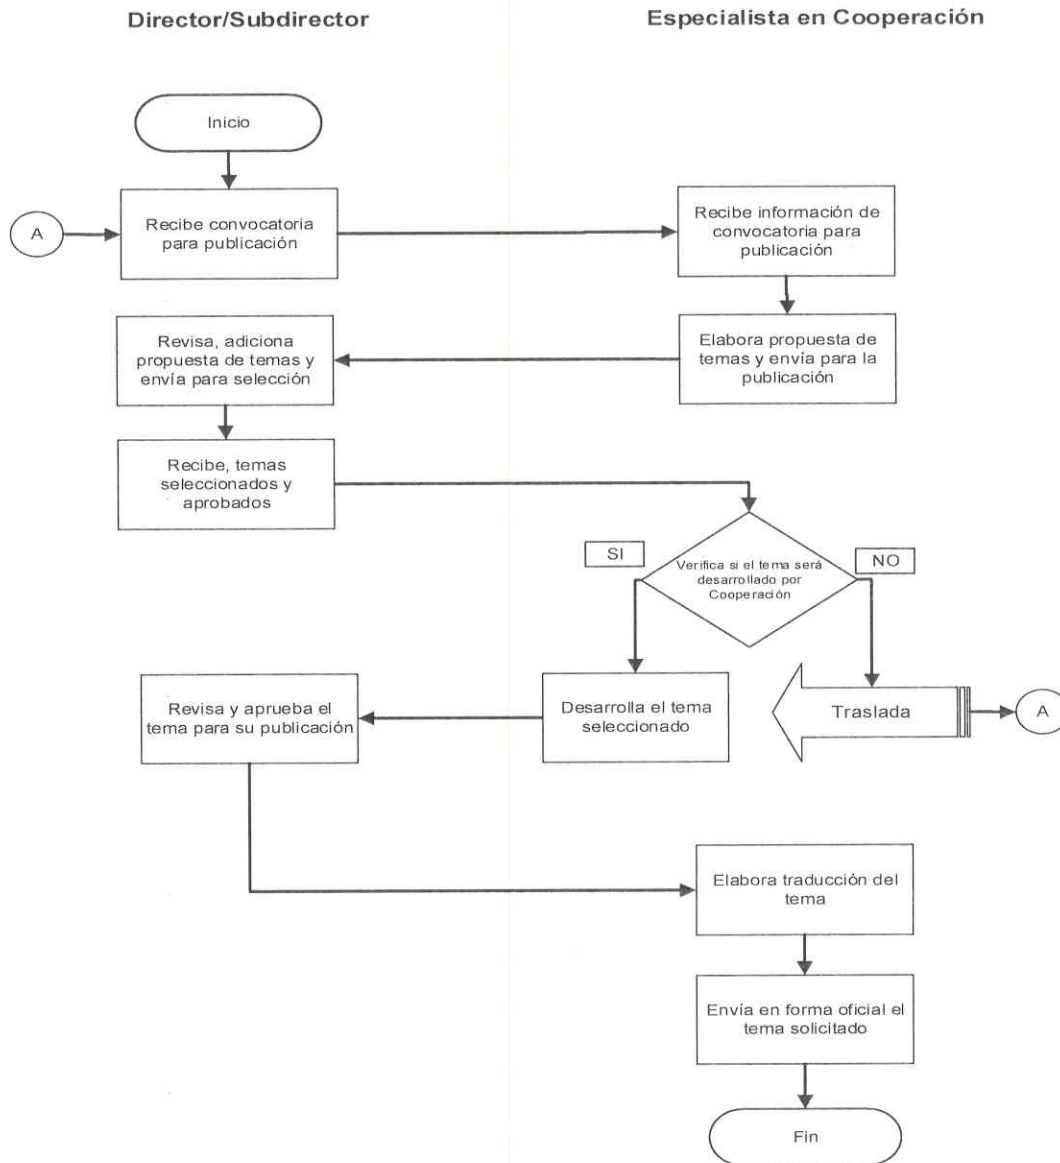 Director/Subdirector
Especialista en Cooperación
Inicio
A
Recibe convocatoria
para publicación
Recibe información de
convocatoria para
publicación
Revisa, adiciona
propuesta de temas y
envía para selección
Elabora propuesta de
temas y envía para la
publicación
Recibe, temas
seleccionados y
aprobados
SI
Verifica si el tema será
desarrollado por
Cooperación
NO
Revisa y aprueba el
tema para su publicación
Desarrolla el tema
seleccionado
Traslada
A
Elabora traducción del
tema
Envía en forma oficial el
tema solicitado
Fin